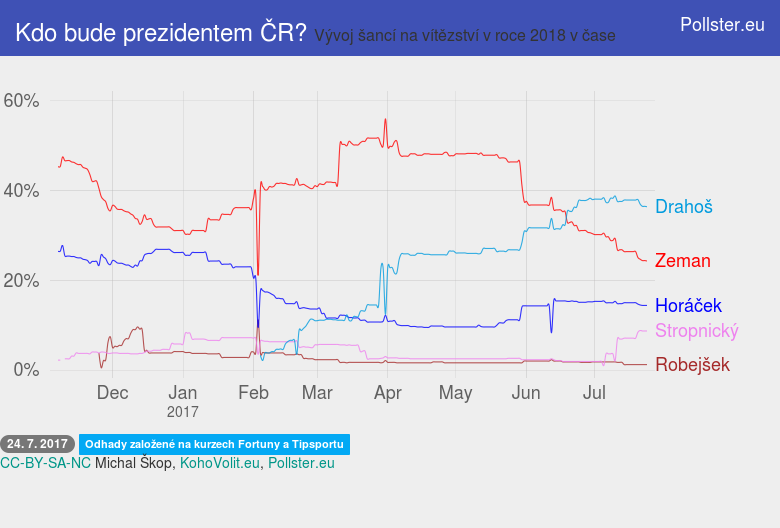 Kdo bude prezidentem ČR? Vývoj šancí na vítězství v roce 2018 v čase
Pollster.eu
60%
40%
20%
0%
Drahoš
Zeman
Horáček
Stropnický
Robejšek
Dec Jan Feb Mar Apr May Jun Jul
2017
24. 7. 2017 Odhady založené na kurzech Fortuny a Tipsportu
CC-BY-SA-NC Michal Škop, KohoVolit.eu, Pollster.eu